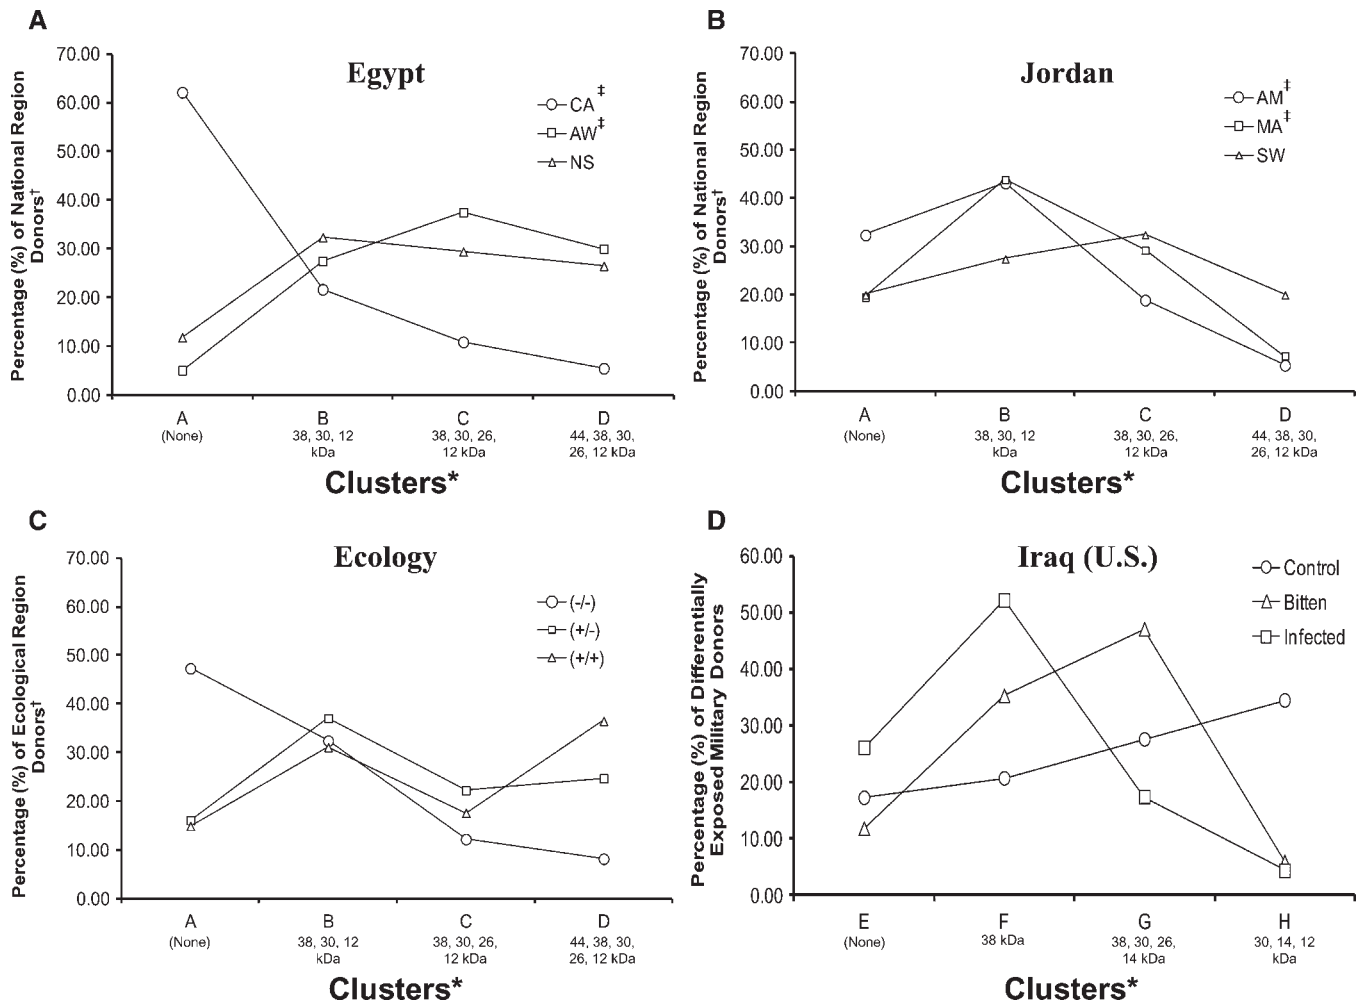 A
Egypt
Percentage (%) of National Region
Donors†
70.00
60.00
50.00
40.00
30.00
20.00
10.00
0.00
CA‡
AW‡
NS
A
(None)
B
38, 30, 12
kDa
C
38, 30, 26,
12 kDa
D
44, 38, 30,
26, 12 kDa
Clusters*
B
Jordan
Percentage (%) of National Region
Donors†
70.00
60.00
50.00
40.00
30.00
20.00
10.00
0.00
AM‡
MA‡
SW
A
(None)
B
38, 30, 12
kDa
C
38, 30, 26,
12 kDa
D
44, 38, 30,
26, 12 kDa
Clusters*
C
Ecology
Percentage (%) of Ecological Region
Donors†
70.00
60.00
50.00
40.00
30.00
20.00
10.00
0.00
(-/-)
(+/-)
(+/+)
A
(None)
B
38, 30, 12
kDa
C
38, 30, 26,
12 kDa
D
44, 38, 30,
26, 12 kDa
Clusters*
D
Iraq (U.S.)
Percentage (%) of Differentially
Exposed Military Donors
60.00
50.00
40.00
30.00
20.00
10.00
0.00
Control
Bitten
Infected
E
(None)
F
38 kDa
G
38, 30, 26,
14 kDa
H
30, 14, 12
kDa
Clusters*